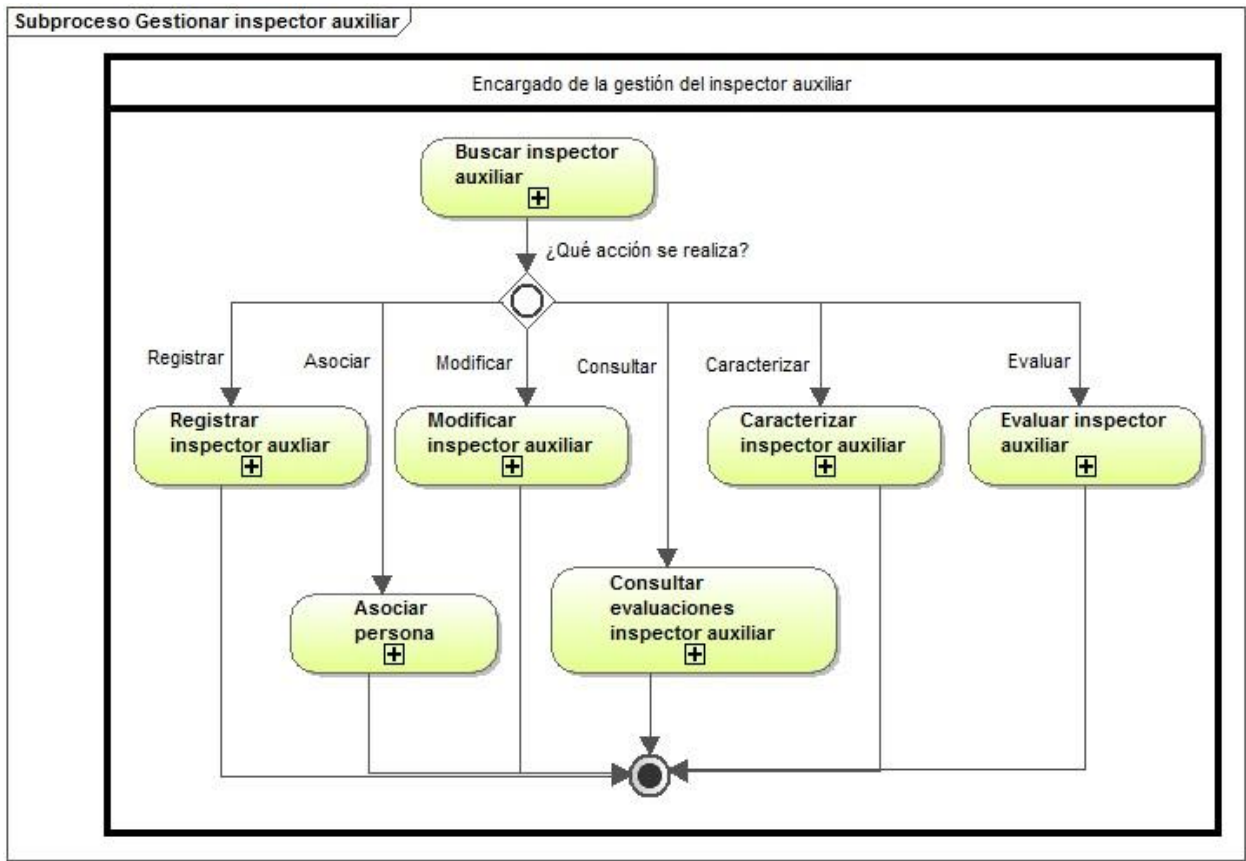 Subproceso Gestionar inspector auxiliar
Encargado de la gestión del inspector auxiliar
Buscar inspector
auxiliar
¿Qué acción se realiza?
Registrar
Asociar
Modificar
Consultar
Caracterizar
Evaluar
Registrar
inspector auxliar
Modificar
inspector auxiliar
Caracterizar
inspector auxiliar
Evaluar inspector
auxiliar
Asociar
persona
Consultar
evaluaciones
inspector auxiliar